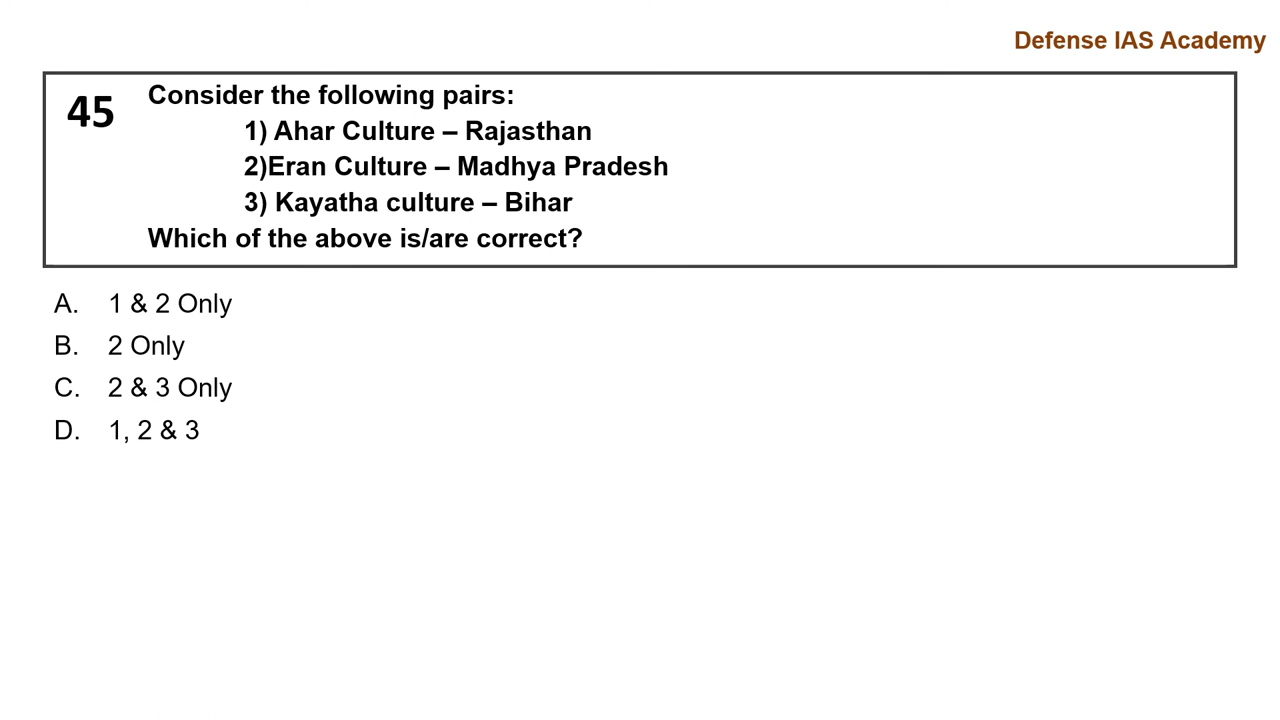 Defense IAS Academy
45
Consider the following pairs:
1) Ahar Culture – Rajasthan
2)Eran Culture – Madhya Pradesh
3) Kayatha culture – Bihar
Which of the above is/are correct?
A. 1 & 2 Only
B. 2 Only
C. 2 & 3 Only
D. 1, 2 & 3